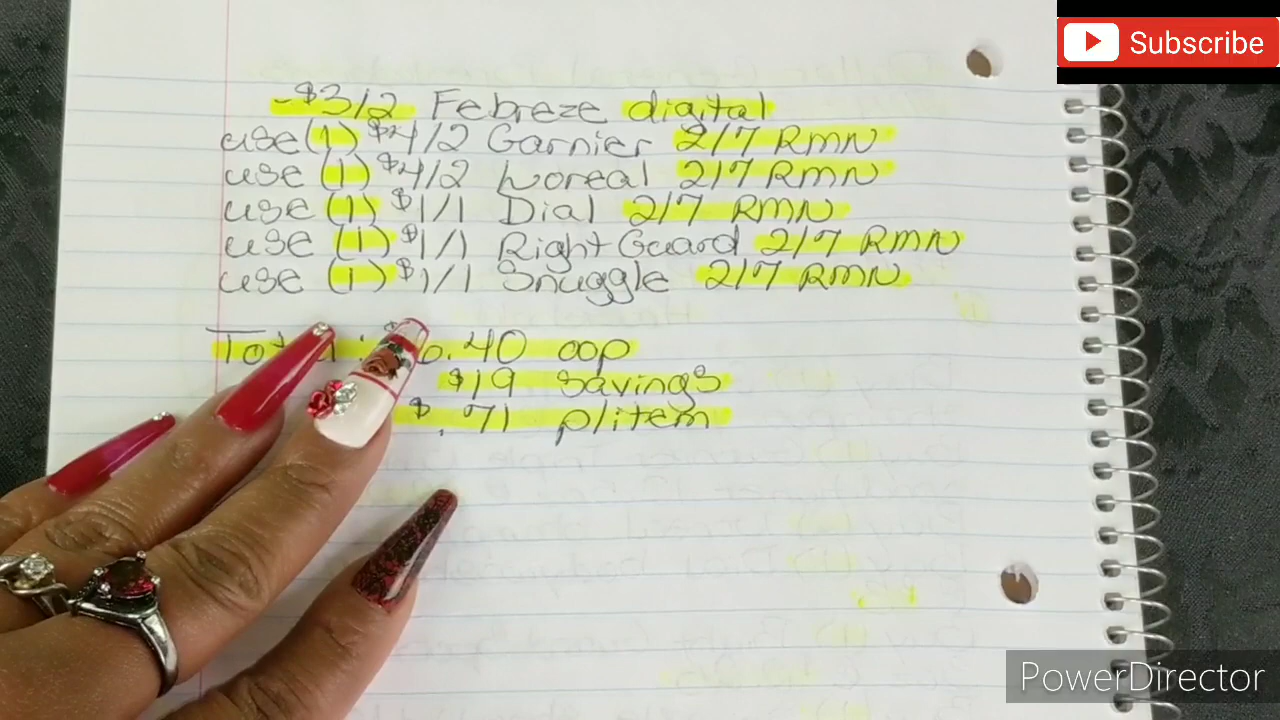 Subscribe
-$3/2 Febreze digital
use (1) $4/2 Garnier 2/7 RMN
use (1) $4/2 Loreal 2/7 RMN
use (1) $1/1 Dial 2/7 RMN
use (1) $1/1 Right Guard 2/7 RMN
use (1) $1/1 Snuggle 2/7 RMN
.40 oop
$19 savings
$.71 p/item
PowerDirector